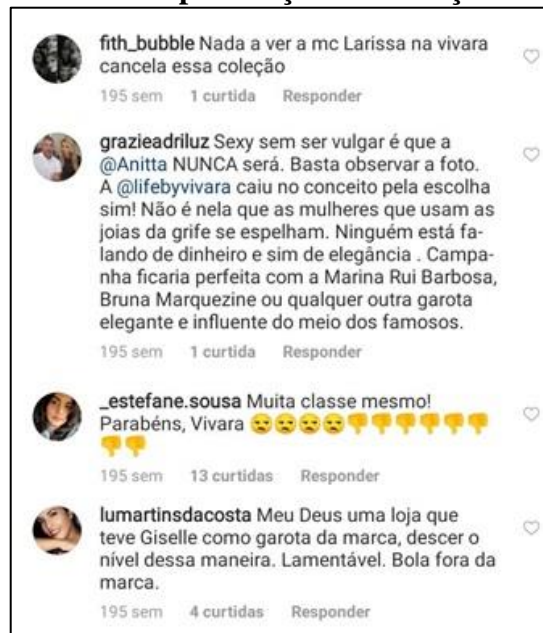 fith_bubble Nada a ver a mc Larissa na vivara
cancela essa coleção
195 sem 1 curtida Responder
grazieadriluz Sexy sem ser vulgar é que a
@Anitta NUNCA será. Basta observar a foto.
A @lifebyvivara caiu no conceito pela escolha
sim! Não é nela que as mulheres que usam as
joias da grife se espelham. Ninguém está fa-
lando de dinheiro e sim de elegância . Campa-
nha ficaria perfeita com a Marina Rui Barbosa,
Bruna Marquezine ou qualquer outra garota
elegante e influente do meio dos famosos.
195 sem 1 curtida Responder
_estefane.sousa Muita classe mesmo!
Parabéns, Vivara 😒😒😒😒👎👎👎👎👎👎
👎👎
195 sem 13 curtidas Responder
lumartinsdacosta Meu Deus uma loja que
teve Giselle como garota da marca, descer o
nível dessa maneira. Lamentável. Bola fora da
marca.
195 sem 4 curtidas Responder